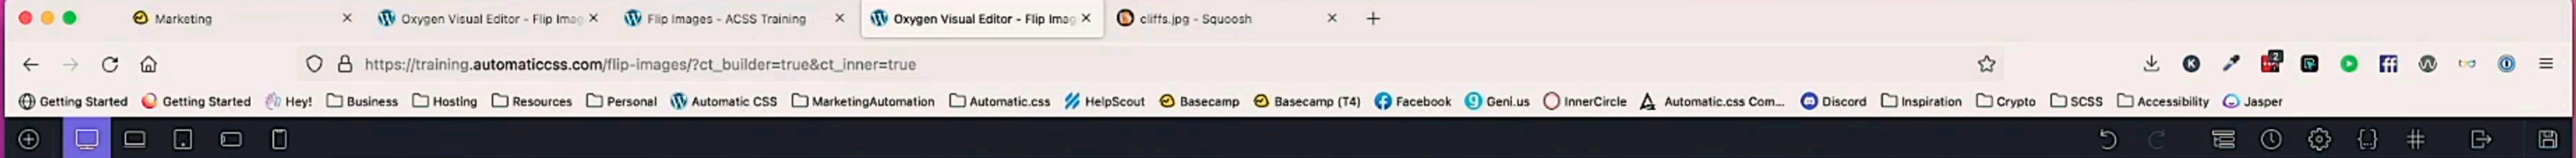 Marketing Oxygen Visual Editor - Flip Imag Flip Images - ACSS Training Oxygen Visual Editor - Flip Imag cliffs.jpg - Squoosh
https://training.automaticcss.com/flip-images/?ct_builder=true&ct_inner=true
Getting Started Getting Started Hey! Business Hosting Resources Personal Automatic CSS MarketingAutomation Automatic.css HelpScout Basecamp Basecamp (T4) Facebook Geni.us InnerCircle Automatic.css Com... Discord Inspiration Crypto SCSS Accessibility Jasper